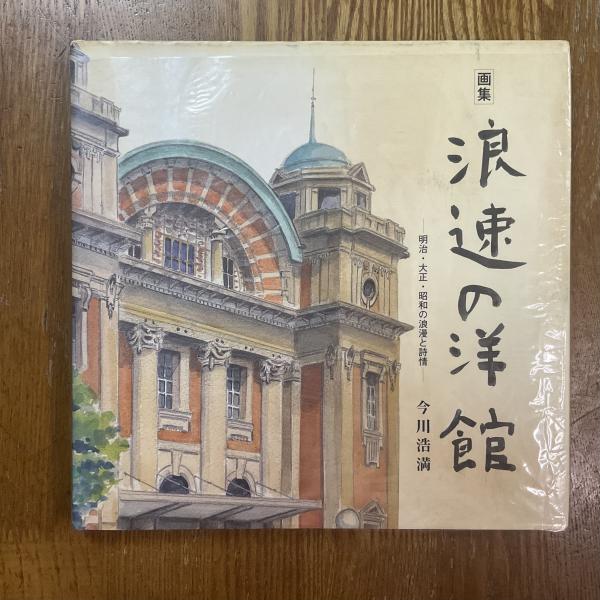 画集
浪速の洋館
―明治・大正・昭和の浪漫と詩情―
今川浩満